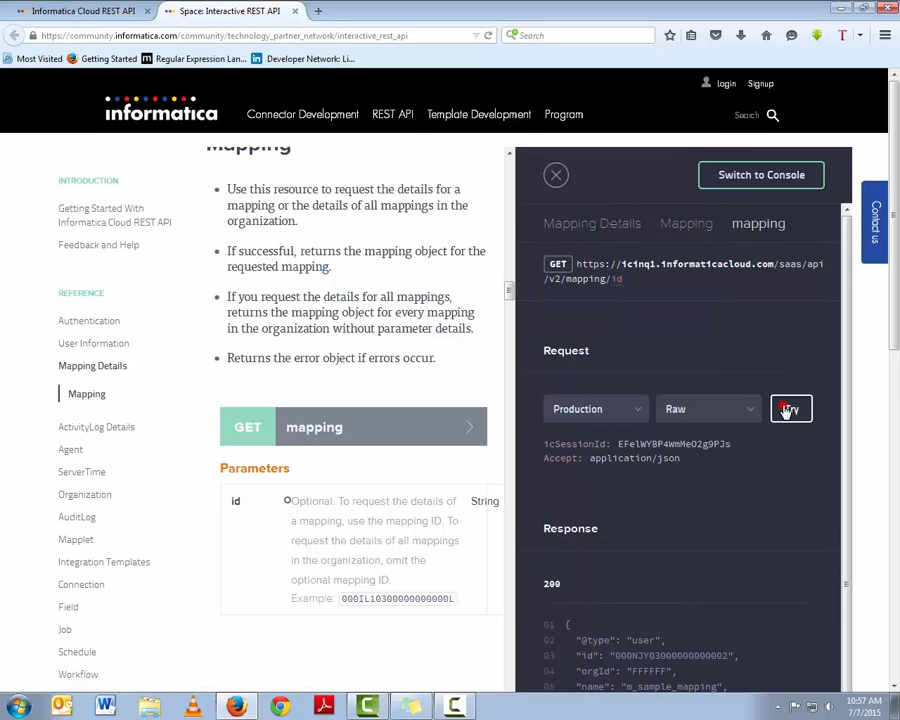 Informatica Cloud REST API
Space: Interactive REST API
https://community.informatica.com/community/technology_partner_network/interactive_rest_api
Search
Most Visited
Getting Started
Regular Expression Lan...
Developer Network: Li...
Login
Signup
informatica
Connector Development
REST API
Template Development
Program
Search
Mapping
INTRODUCTION
Getting Started With
Informatica Cloud REST API
Feedback and Help
REFERENCE
Authentication
User Information
Mapping Details
Mapping
ActivityLog Details
Agent
ServerTime
Organization
AuditLog
Mapplet
Integration Templates
Connection
Field
Job
Schedule
Workflow
Use this resource to request the details for a
mapping or the details of all mappings in the
organization.
If successful, returns the mapping object for the
requested mapping.
If you request the details for all mappings,
returns the mapping object for every mapping
in the organization without parameter details.
Returns the error object if errors occur.
GET mapping
Parameters
id
Optional. To request the details of
a mapping, use the mapping ID. To
request the details of all mappings
in the organization, omit the
optional mapping ID.
Example: 000IL10300000000000L.
String
Switch to Console
Mapping Details Mapping mapping
GET https://icinq1.informaticacloud.com/saas/api
/v2/mapping/id
Request
Production
Raw
icSessionId: EFelWYBP4WmMeO2g9PJs
Accept: application/json
Response
200
01 {
02 "@type": "user",
03 "id": "000NJY03000000000002",
04 "orgId": "FFFFFF",
05 "name": "m_sample_mapping",
Contact us
10:57 AM
7/7/2015